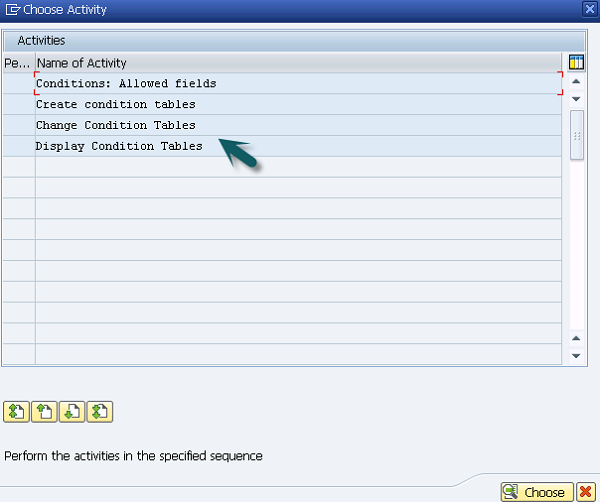 Choose Activity
Activities
Pe... Name of Activity
Conditions: Allowed fields
Create condition tables
Change Condition Tables
Display Condition Tables
Perform the activities in the specified sequence
Choose